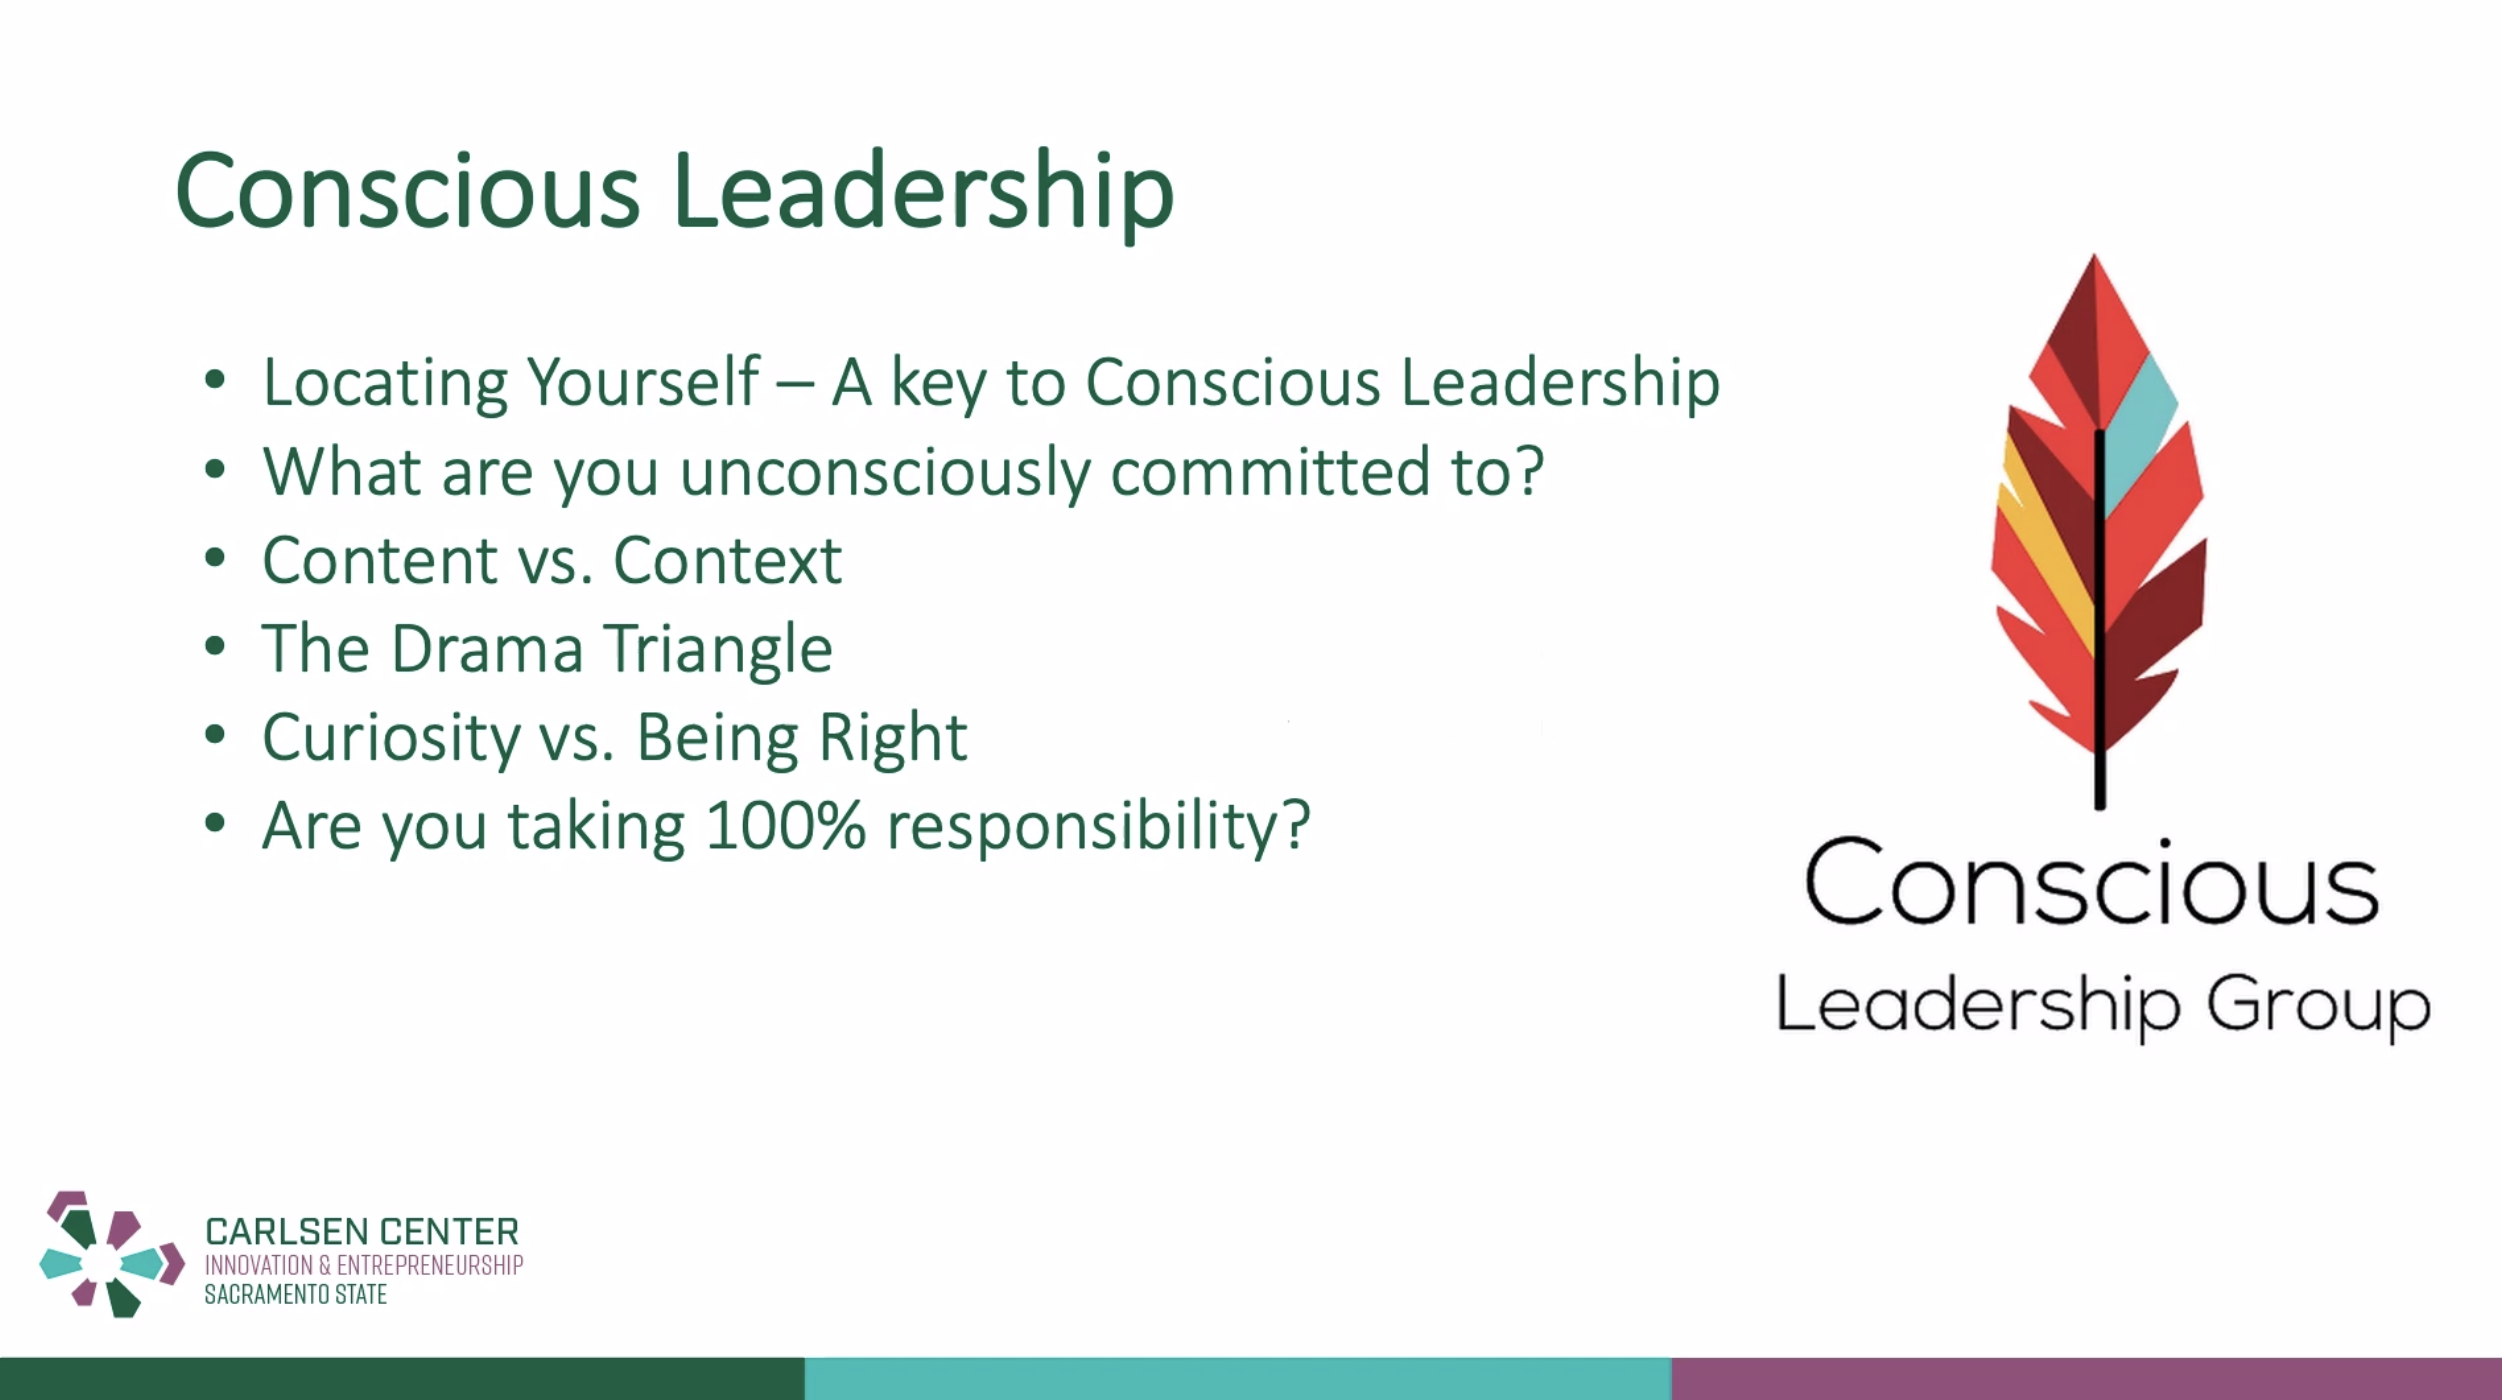 Conscious Leadership
• Locating Yourself – A key to Conscious Leadership
• What are you unconsciously committed to?
• Content vs. Context
• The Drama Triangle
• Curiosity vs. Being Right
• Are you taking 100% responsibility?
Conscious
Leadership Group
CARLSEN CENTER
INNOVATION & ENTREPRENEURSHIP
SACRAMENTO STATE